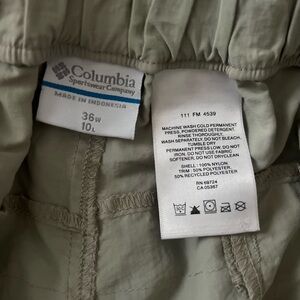 Columbia
Sportswear Company
MADE IN INDONESIA
36W
10L
111 FM 4539
MACHINE WASH COLD PERMANENT
PRESS, POWDERED DETERGENT.
RINSE THOROUGHLY.
WASH SEPARATELY. DO NOT BLEACH.
TUMBLE DRY
PERMANENT PRESS LOW. DO NOT
IRON. DO NOT USE FABRIC
SOFTENER. DO NOT DRYCLEAN
SHELL : 100% NYLON.
TRIM : 50% POLYESTER
50% RECYCLED POLYESTER.
RN 69724
CA 05367